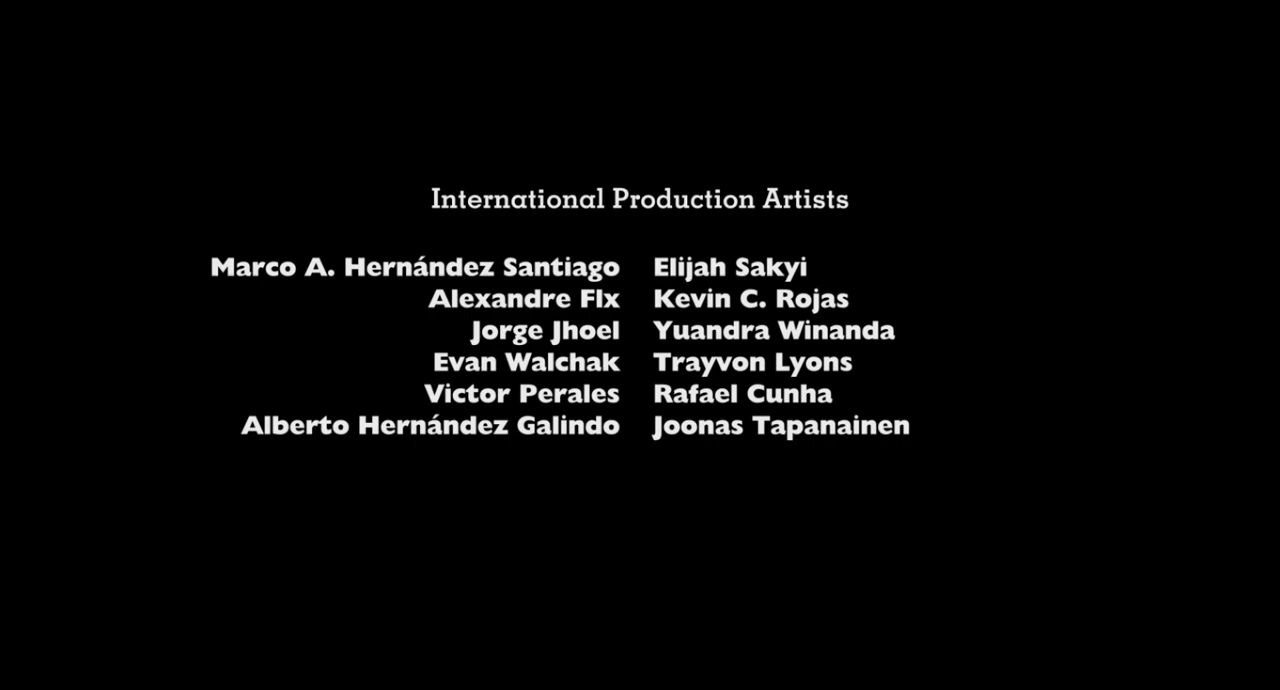 International Production Artists
Marco A. Hernández Santiago Elijah Sakyi
Alexandre Flx Kevin C. Rojas
Jorge Jhoel Yuandra Winanda
Evan Walchak Trayvon Lyons
Victor Perales Rafael Cunha
Alberto Hernández Galindo Joonas Tapanainen